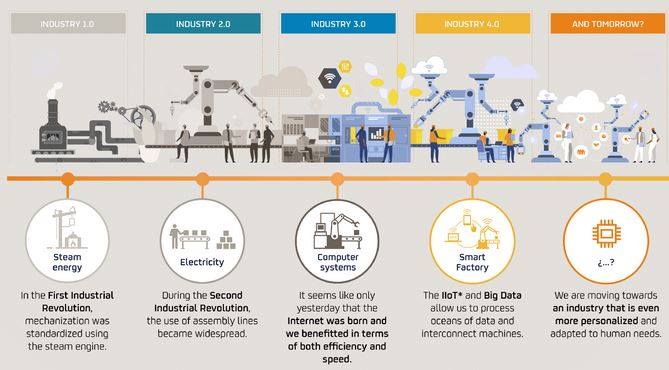 INDUSTRY 1.0
INDUSTRY 2.0
INDUSTRY 3.0
INDUSTRY 4.0
AND TOMORROW?
Steam
energy
Electricity
Computer
systems
Smart
Factory
¿...?
In the First Industrial
Revolution,
mechanization was
standardized using
the steam engine.
During the Second
Industrial Revolution,
the use of assembly lines
became widespread.
It seems like only
yesterday that the
Internet was born and
we benefitted in terms
of both efficiency and
speed.
The IIoT* and Big Data
allow us to process
oceans of data and
interconnect machines.
We are moving towards
an industry that is even
more personalized and
adapted to human needs.